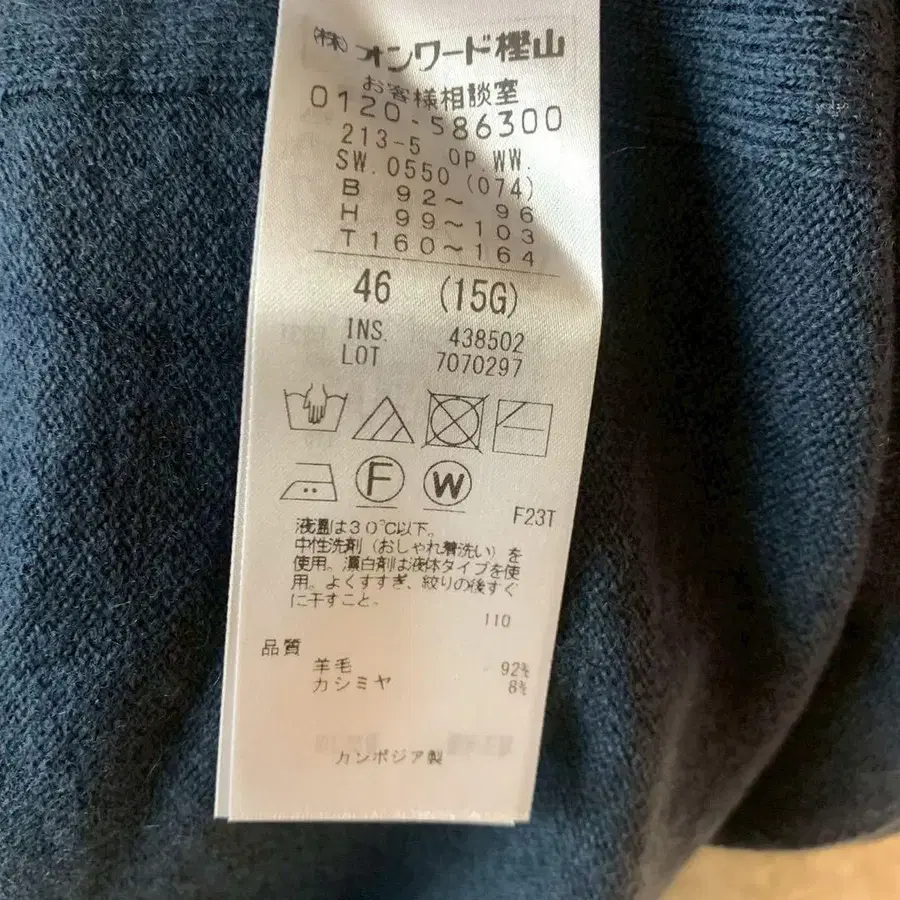 (株)オンワード樫山
お客様相談室
0120-586300
213-5 OP.WW.
SW.0550(074)
B 92～ 96
H 99～103
T160～164
46 (15G)
INS. 438502
LOT 7070297
F W
F23T
液温は30℃以下。
中性洗剤(おしゃれ着洗い)を
使用。漂白剤は液体タイプを使
用。よくすすぎ、絞りの後すぐ
に干すこと。
110
品質
羊毛 92%
カシミヤ 8%
カンボジア製